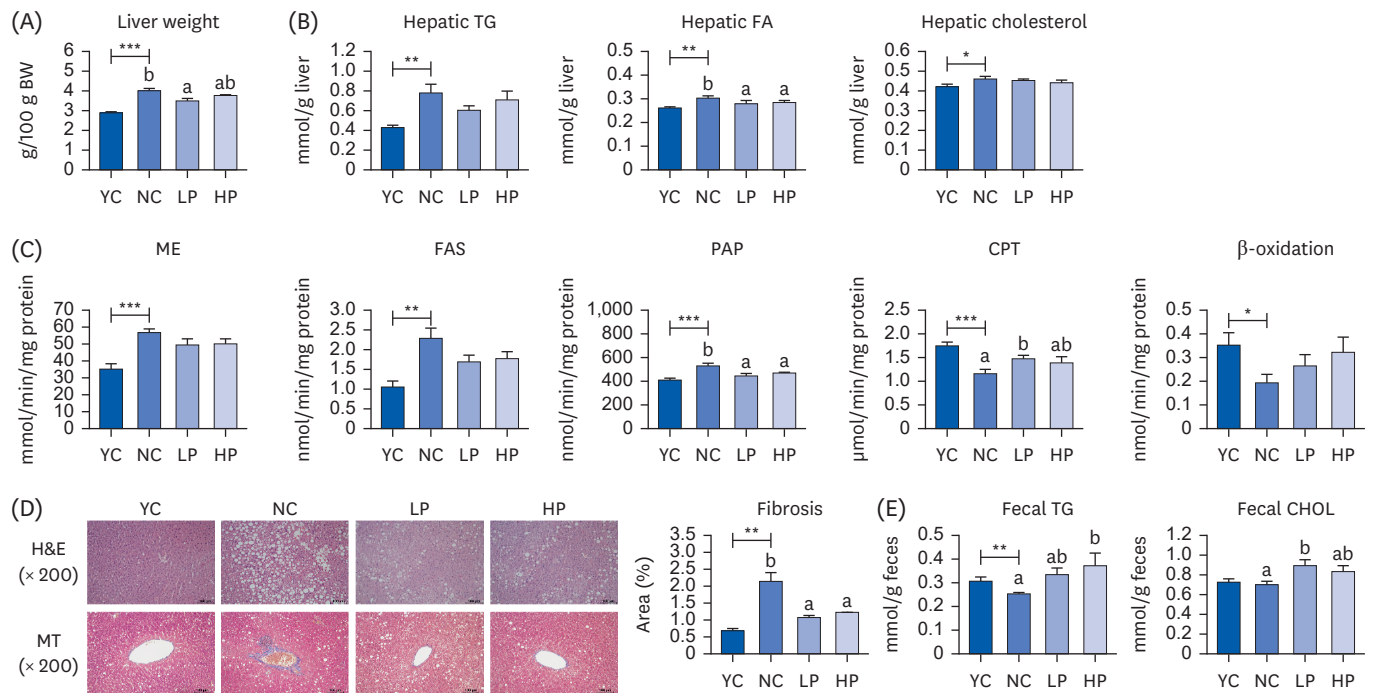 (A) Liver weight
g/100 g BW
6
5
4
3
2
1
0
***
b
a
ab
YC NC LP HP
(B) Hepatic TG
mmol/g liver
1.2
1.0
0.8
0.6
0.4
0.2
0
**
YC NC LP HP
Hepatic FA
mmol/g liver
0.5
0.4
0.3
0.2
0.1
0
**
b
a
a
YC NC LP HP
Hepatic cholesterol
mmol/g liver
0.6
0.5
0.4
0.3
0.2
0.1
0
*
YC NC LP HP
(C) ME
nmol/min/mg protein
70
60
50
40
30
20
10
0
***
YC NC LP HP
FAS
nmol/min/mg protein
3.0
2.5
2.0
1.5
1.0
0.5
0
**
YC NC LP HP
PAP
nmol/min/mg protein
1,000
800
600
400
200
0
***
b
a
a
YC NC LP HP
CPT
µmol/min/mg protein
2.5
2.0
1.5
1.0
0.5
0
***
a
b
ab
YC NC LP HP
β-oxidation
nmol/min/mg protein
0.5
0.4
0.3
0.2
0.1
0
*
YC NC LP HP
(D) YC NC LP HP
H&E
(× 200)
MT
(× 200)
Fibrosis
Area (%)
3.5
3.0
2.5
2.0
1.5
1.0
0.5
0
**
b
a
a
YC NC LP HP
(E) Fecal TG
mmol/g feces
0.5
0.4
0.3
0.2
0.1
0
**
a
ab
b
YC NC LP HP
Fecal CHOL
mmol/g feces
1.2
1.0
0.8
0.6
0.4
0.2
0
a
b
ab
YC NC LP HP